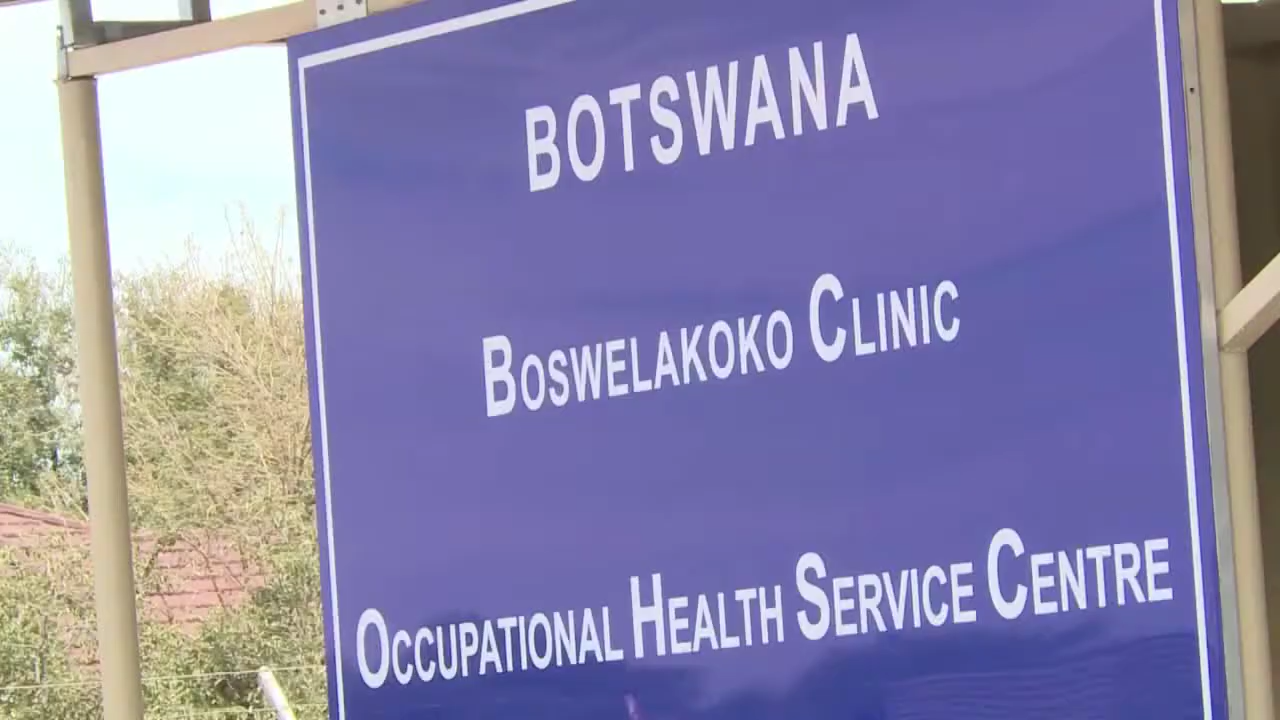 BOTSWANA
BOSWELAKOKO CLINIC
OCCUPATIONAL HEALTH SERVICE CENTRE